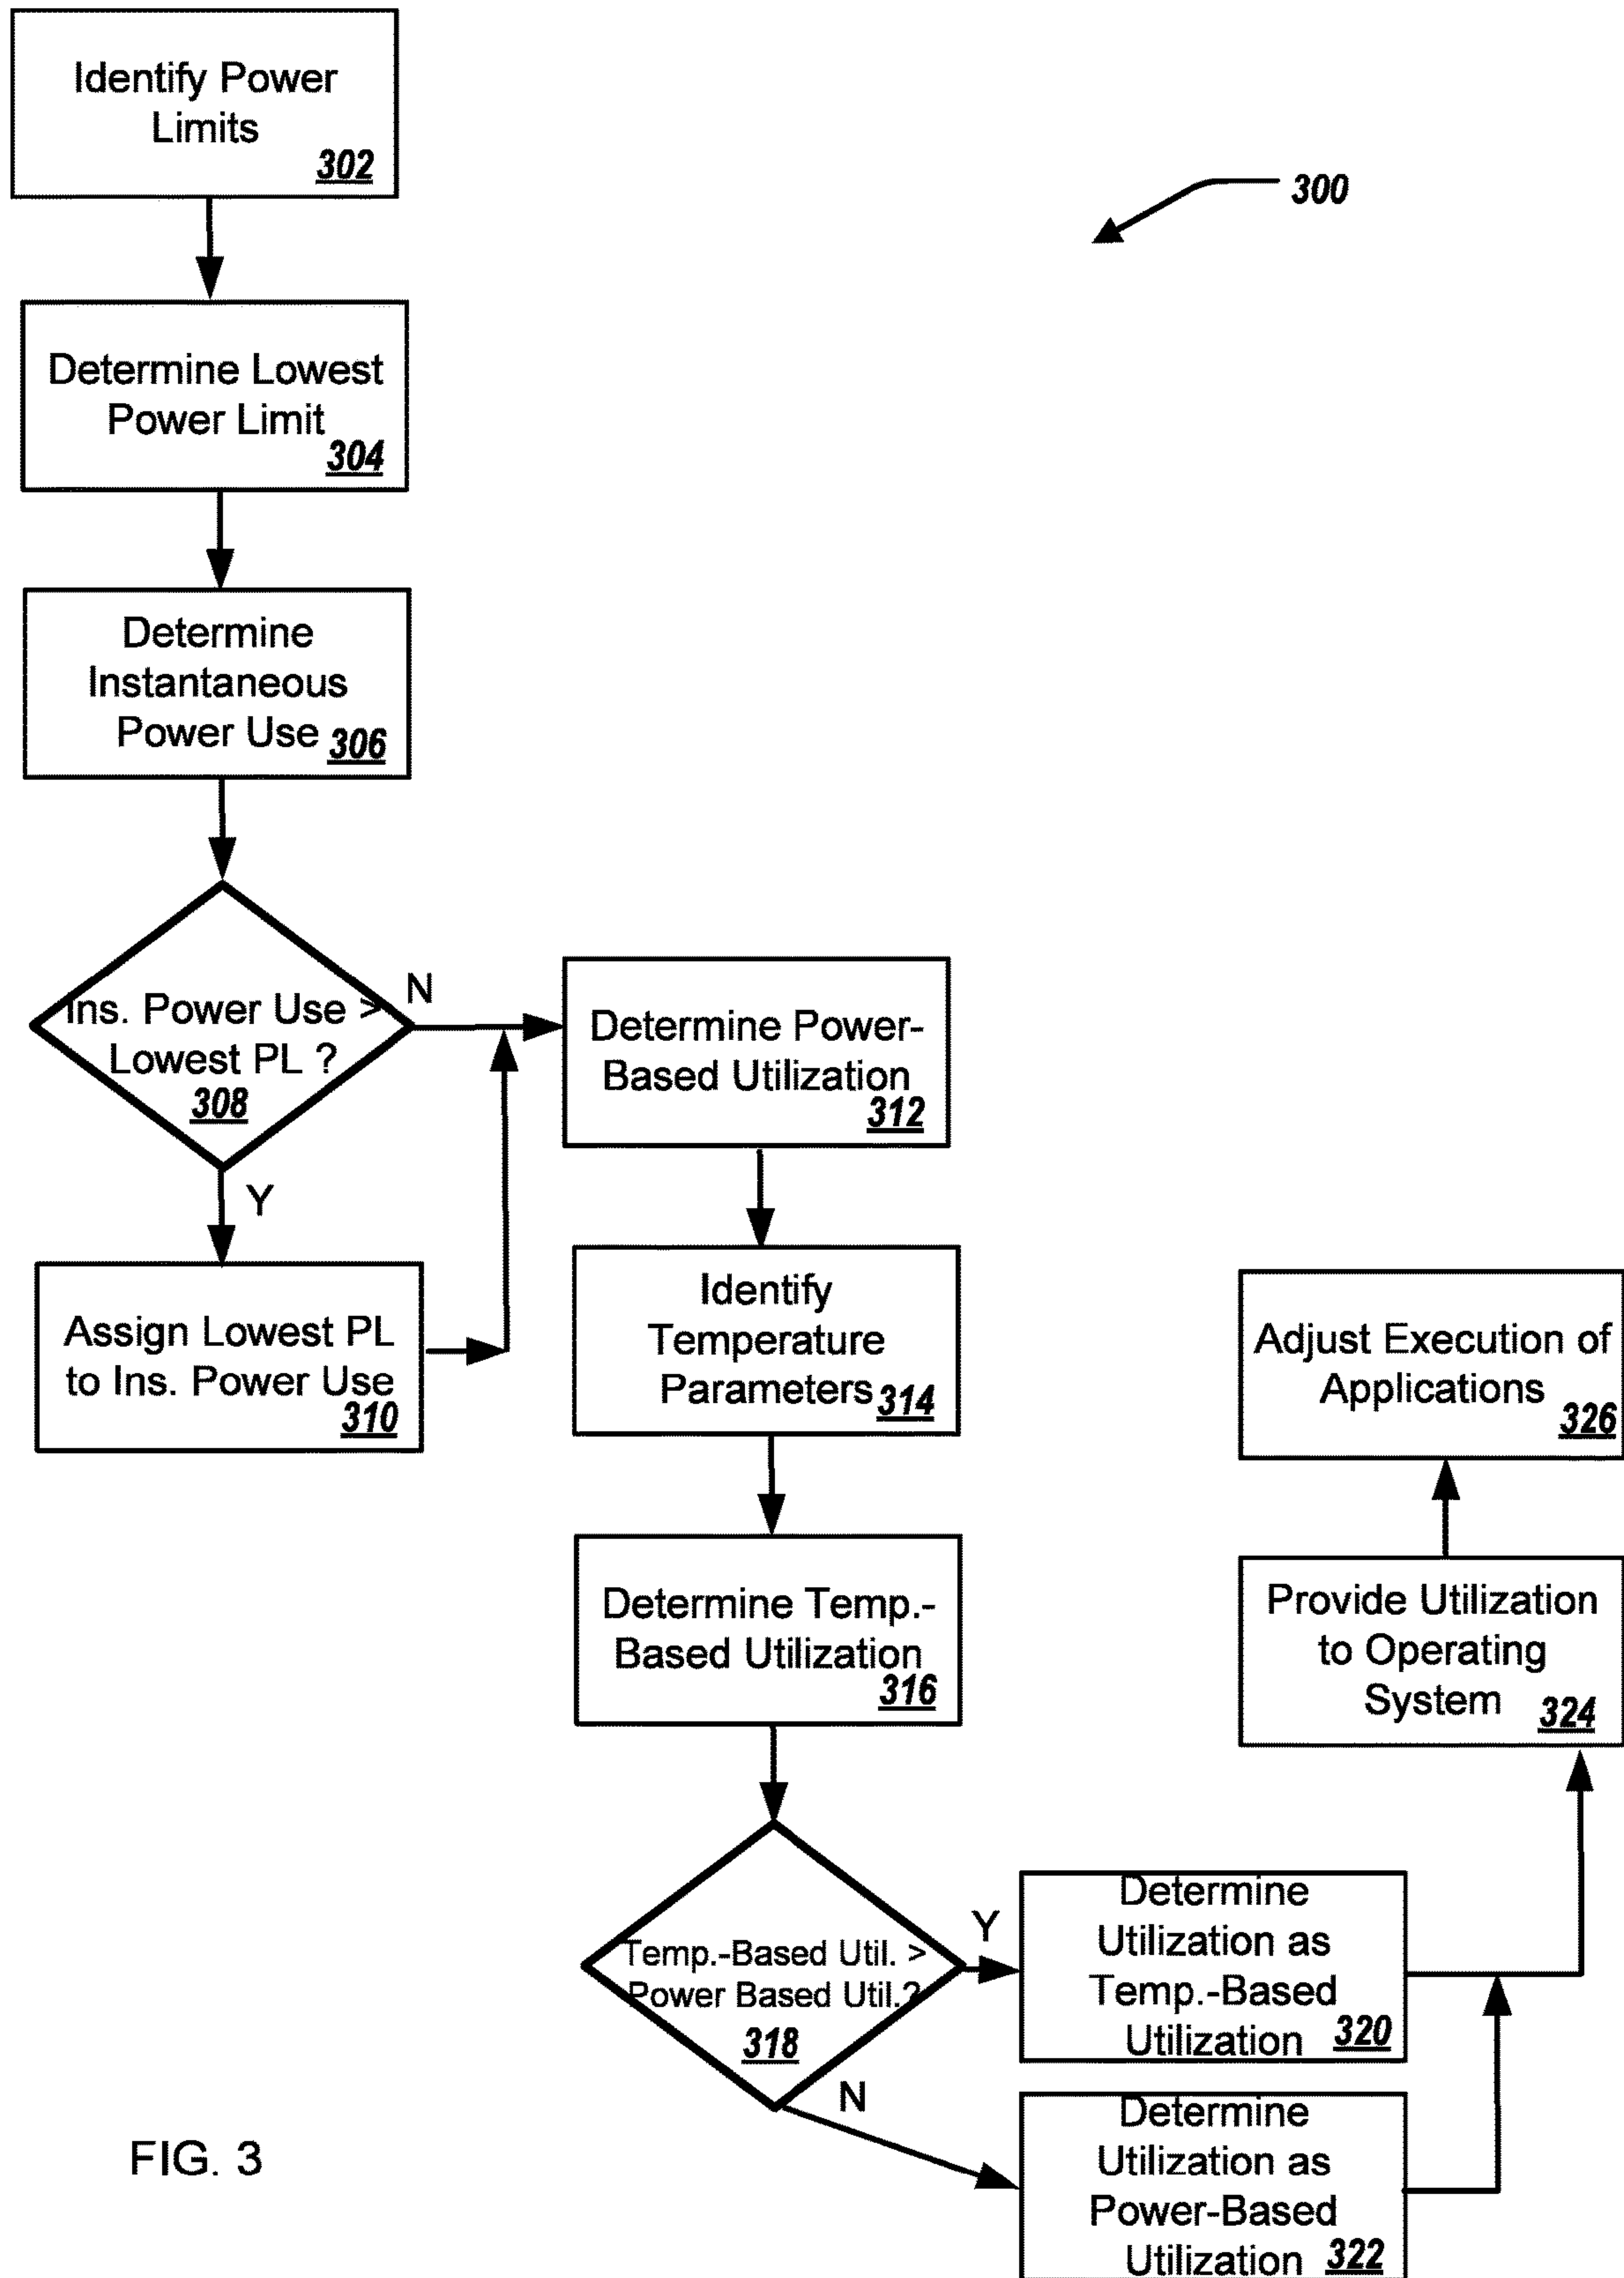 Identify Power
Limits
302
300
Determine Lowest
Power Limit
304
Determine
Instantaneous
Power Use
306
Ins. Power Use >
Lowest PL ?
308
N
Y
Assign Lowest PL
to Ins. Power Use
310
Determine Power-
Based Utilization
312
Identify
Temperature
Parameters
314
Determine Temp.-
Based Utilization
316
Temp.-Based Util. >
Power Based Util.?
318
Y
N
Determine
Utilization as
Temp.-Based
Utilization
320
Determine
Utilization as
Power-Based
Utilization
322
Provide Utilization
to Operating
System
324
Adjust Execution of
Applications
326
FIG. 3